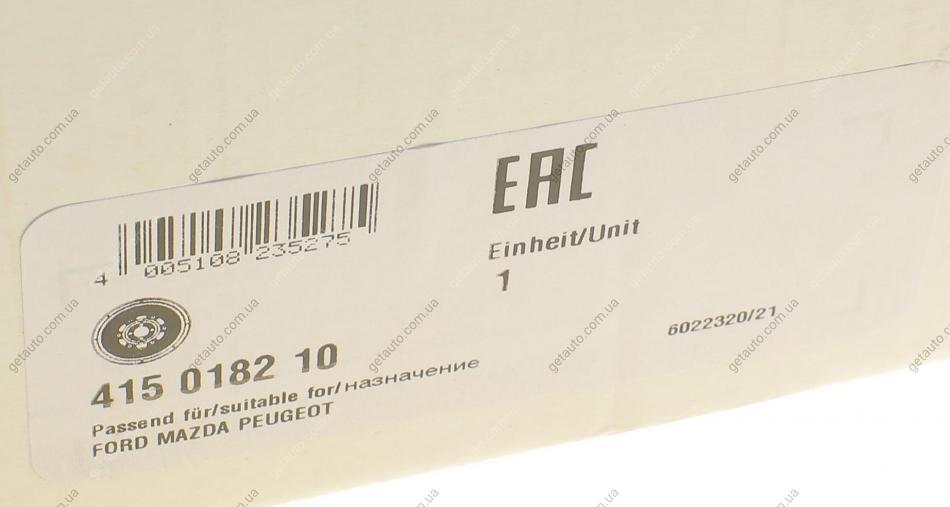 EAC
4 005108 235275
Einheit/Unit
1
6022320/21
415 0182 10
Passend für/suitable for/назначение
FORD MAZDA PEUGEOT
getauto.com.ua